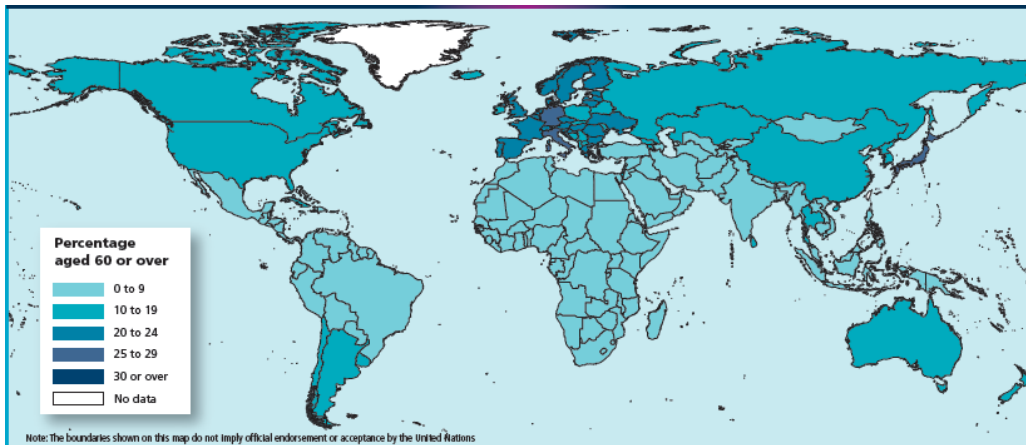 Percentage
aged 60 or over
0 to 9
10 to 19
20 to 24
25 to 29
30 or over
No data
Note: The boundaries shown on this map do not imply official endorsement or acceptance by the United Nations